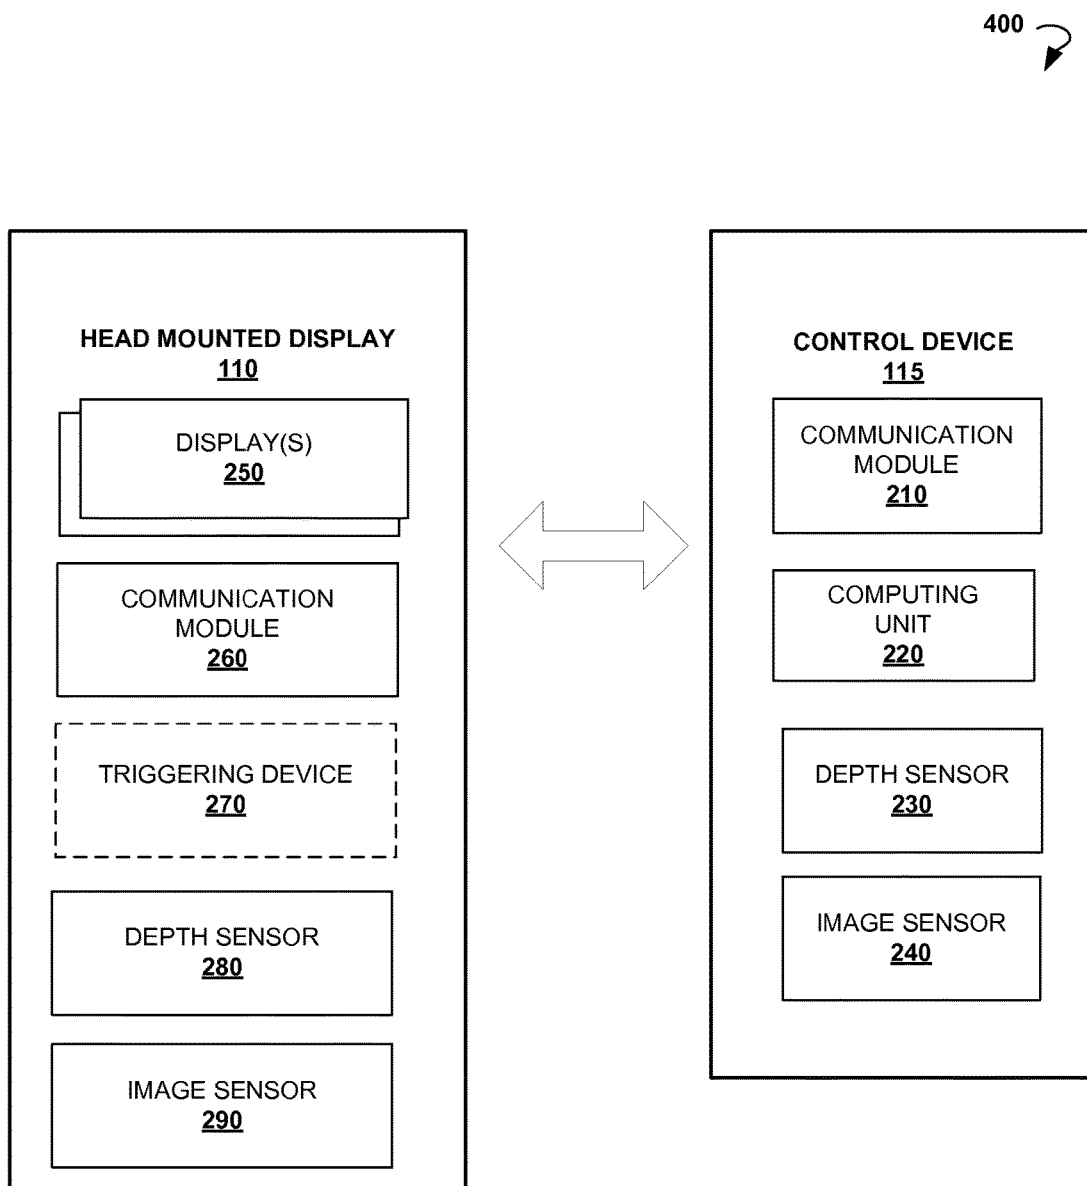 400
HEAD MOUNTED DISPLAY
110
DISPLAY(S)
250
COMMUNICATION
MODULE
260
TRIGGERING DEVICE
270
DEPTH SENSOR
280
IMAGE SENSOR
290
CONTROL DEVICE
115
COMMUNICATION
MODULE
210
COMPUTING
UNIT
220
DEPTH SENSOR
230
IMAGE SENSOR
240